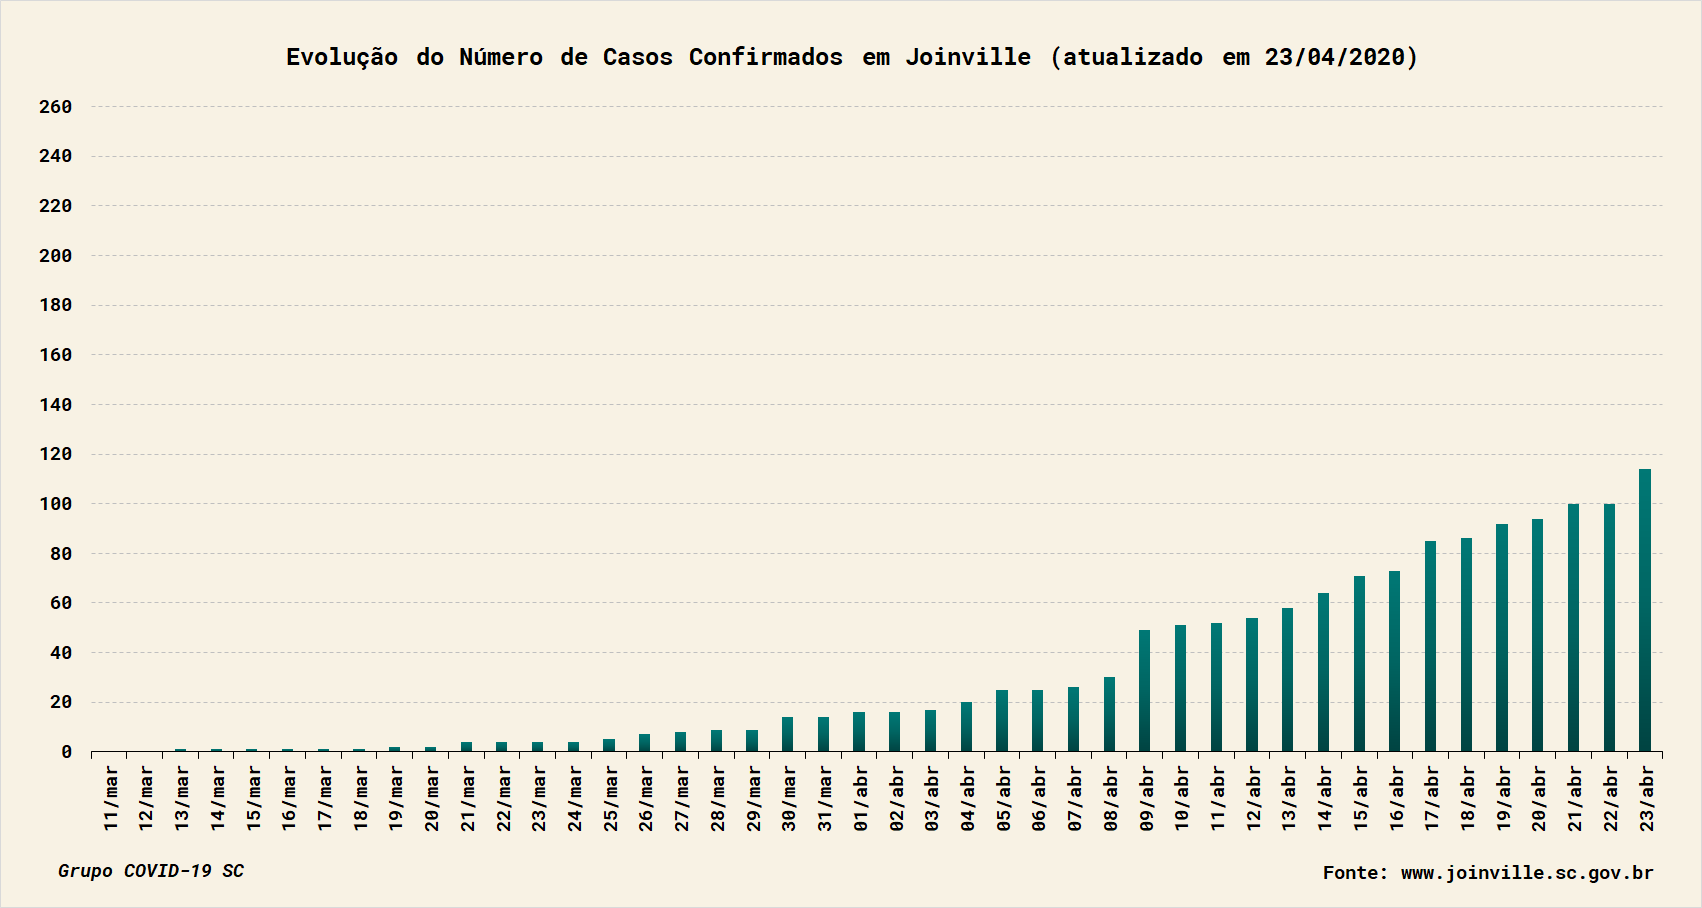 Evolução do Número de Casos Confirmados em Joinville (atualizado em 23/04/2020)
260
240
220
200
180
160
140
120
100
80
60
40
20
0
11/mar
12/mar
13/mar
14/mar
15/mar
16/mar
17/mar
18/mar
19/mar
20/mar
21/mar
22/mar
23/mar
24/mar
25/mar
26/mar
27/mar
28/mar
29/mar
30/mar
31/mar
01/abr
02/abr
03/abr
04/abr
05/abr
06/abr
07/abr
08/abr
09/abr
10/abr
11/abr
12/abr
13/abr
14/abr
15/abr
16/abr
17/abr
18/abr
19/abr
20/abr
21/abr
22/abr
23/abr
Grupo COVID-19 SC
Fonte: www.joinville.sc.gov.br